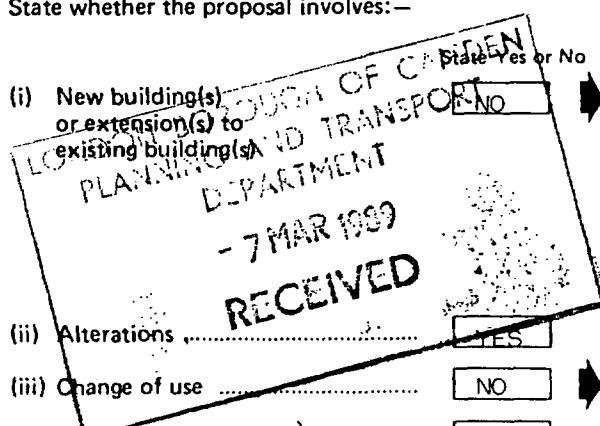 State whether the proposal involves:—
State Yes or No
(i) New building(s)
or extension(s) to
existing building(s)
NO
LONDON BOROUGH OF CAMDEN
PLANNING AND TRANSPORT
DEPARTMENT
- 7 MAR 1989
RECEIVED
(ii) Alterations ................................ YES
(iii) Change of use ................................ NO